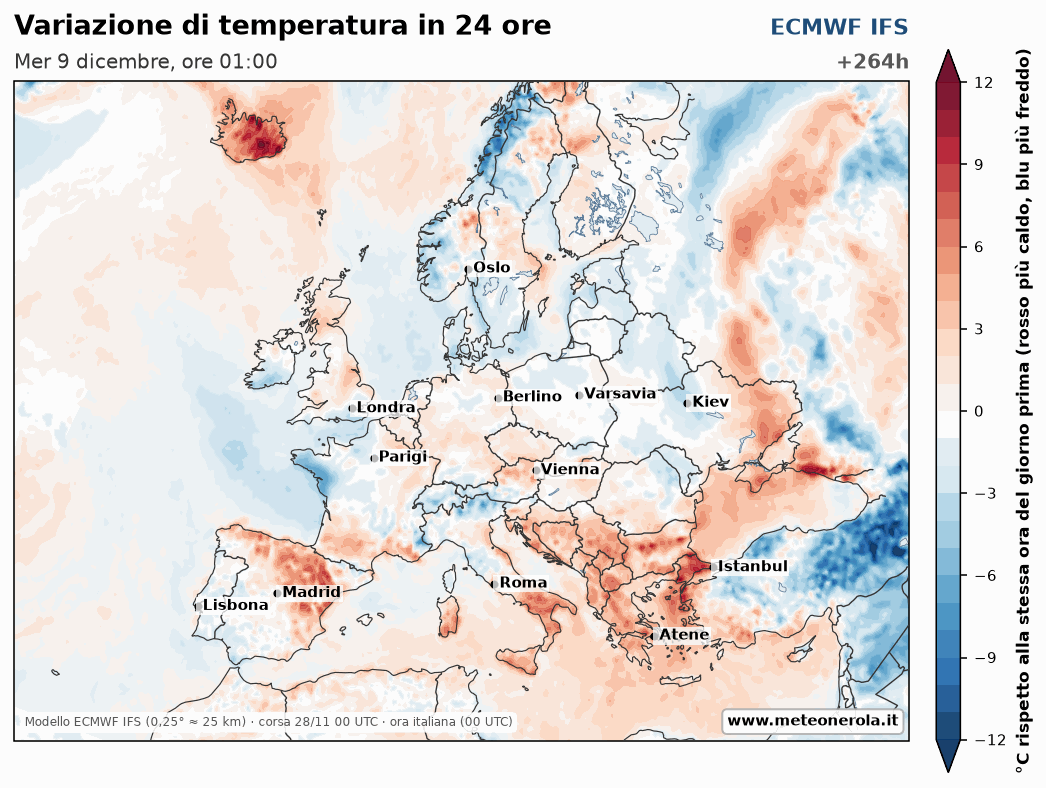 Variazione di temperatura in 24 ore
ECMWF IFS
Mer 9 dicembre, ore 01:00
+264h
Oslo
Londra
Berlino
Varsavia
Kiev
Parigi
Vienna
Madrid
Lisbona
Roma
Istanbul
Atene
Modello ECMWF IFS (0,25° ≈ 25 km) · corsa 28/11 00 UTC · ora italiana (00 UTC)
www.meteonerola.it
12
9
6
3
0
−3
−6
−9
−12
°C rispetto alla stessa ora del giorno prima (rosso più caldo, blu più freddo)